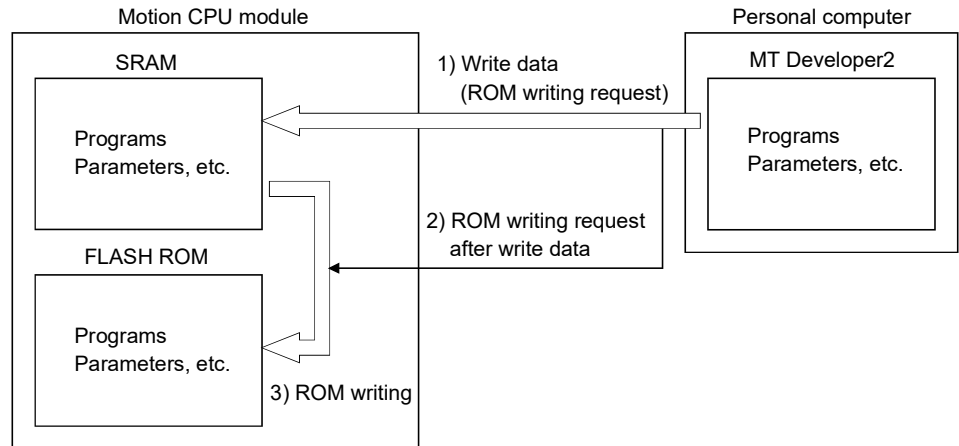 Motion CPU module
Personal computer
SRAM
Programs
Parameters, etc.
1) Write data
(ROM writing request)
MT Developer2
Programs
Parameters, etc.
2) ROM writing request
after write data
FLASH ROM
Programs
Parameters, etc.
3) ROM writing